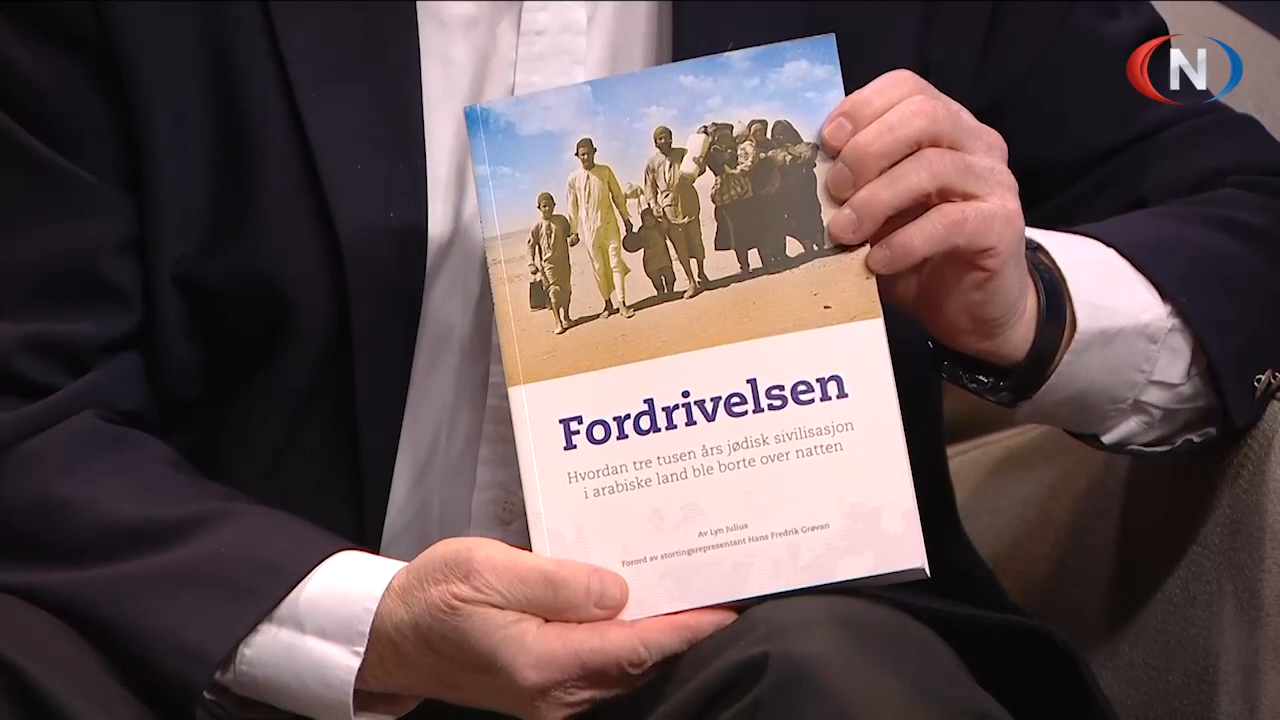 N
Fordrivelsen
Hvordan tre tusen års jødisk sivilisasjon
i arabiske land ble borte over natten
Av Lyn Julius
Forord av stortingsrepresentant Hans Fredrik Grøvan